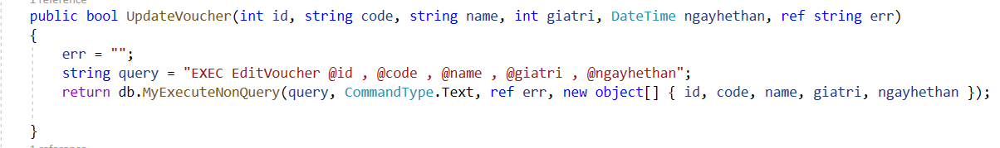 1 reference
public bool UpdateVoucher(int id, string code, string name, int giatri, DateTime ngayhethan, ref string err)
{
err = "";
string query = "EXEC EditVoucher @id , @code , @name , @giatri , @ngayhethan";
return db.MyExecuteNonQuery(query, CommandType.Text, ref err, new object[] { id, code, name, giatri, ngayhethan });
}
1 reference